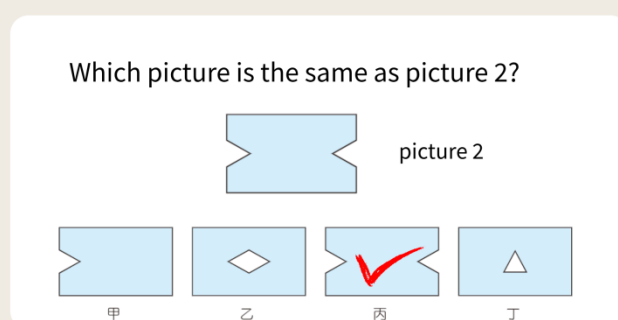 Which picture is the same as picture 2?
picture 2
甲 乙 丙 丁